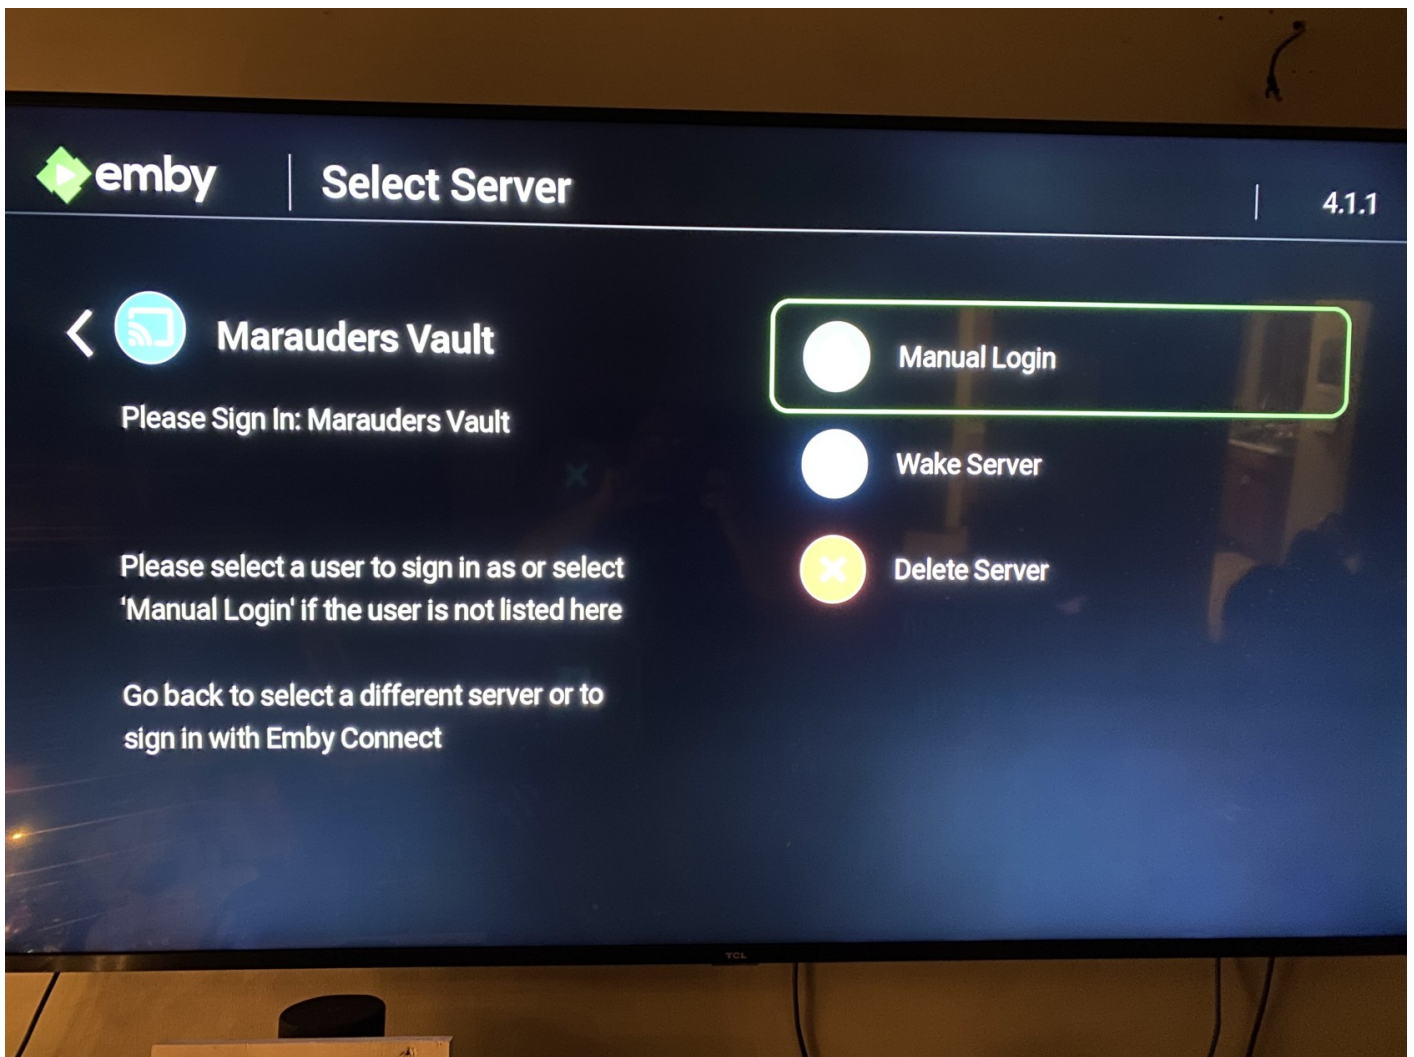 emby
Select Server
4.1.1
Marauders Vault
Please Sign In: Marauders Vault
Please select a user to sign in as or select
'Manual Login' if the user is not listed here
Go back to select a different server or to
sign in with Emby Connect
Manual Login
Wake Server
Delete Server
TCL